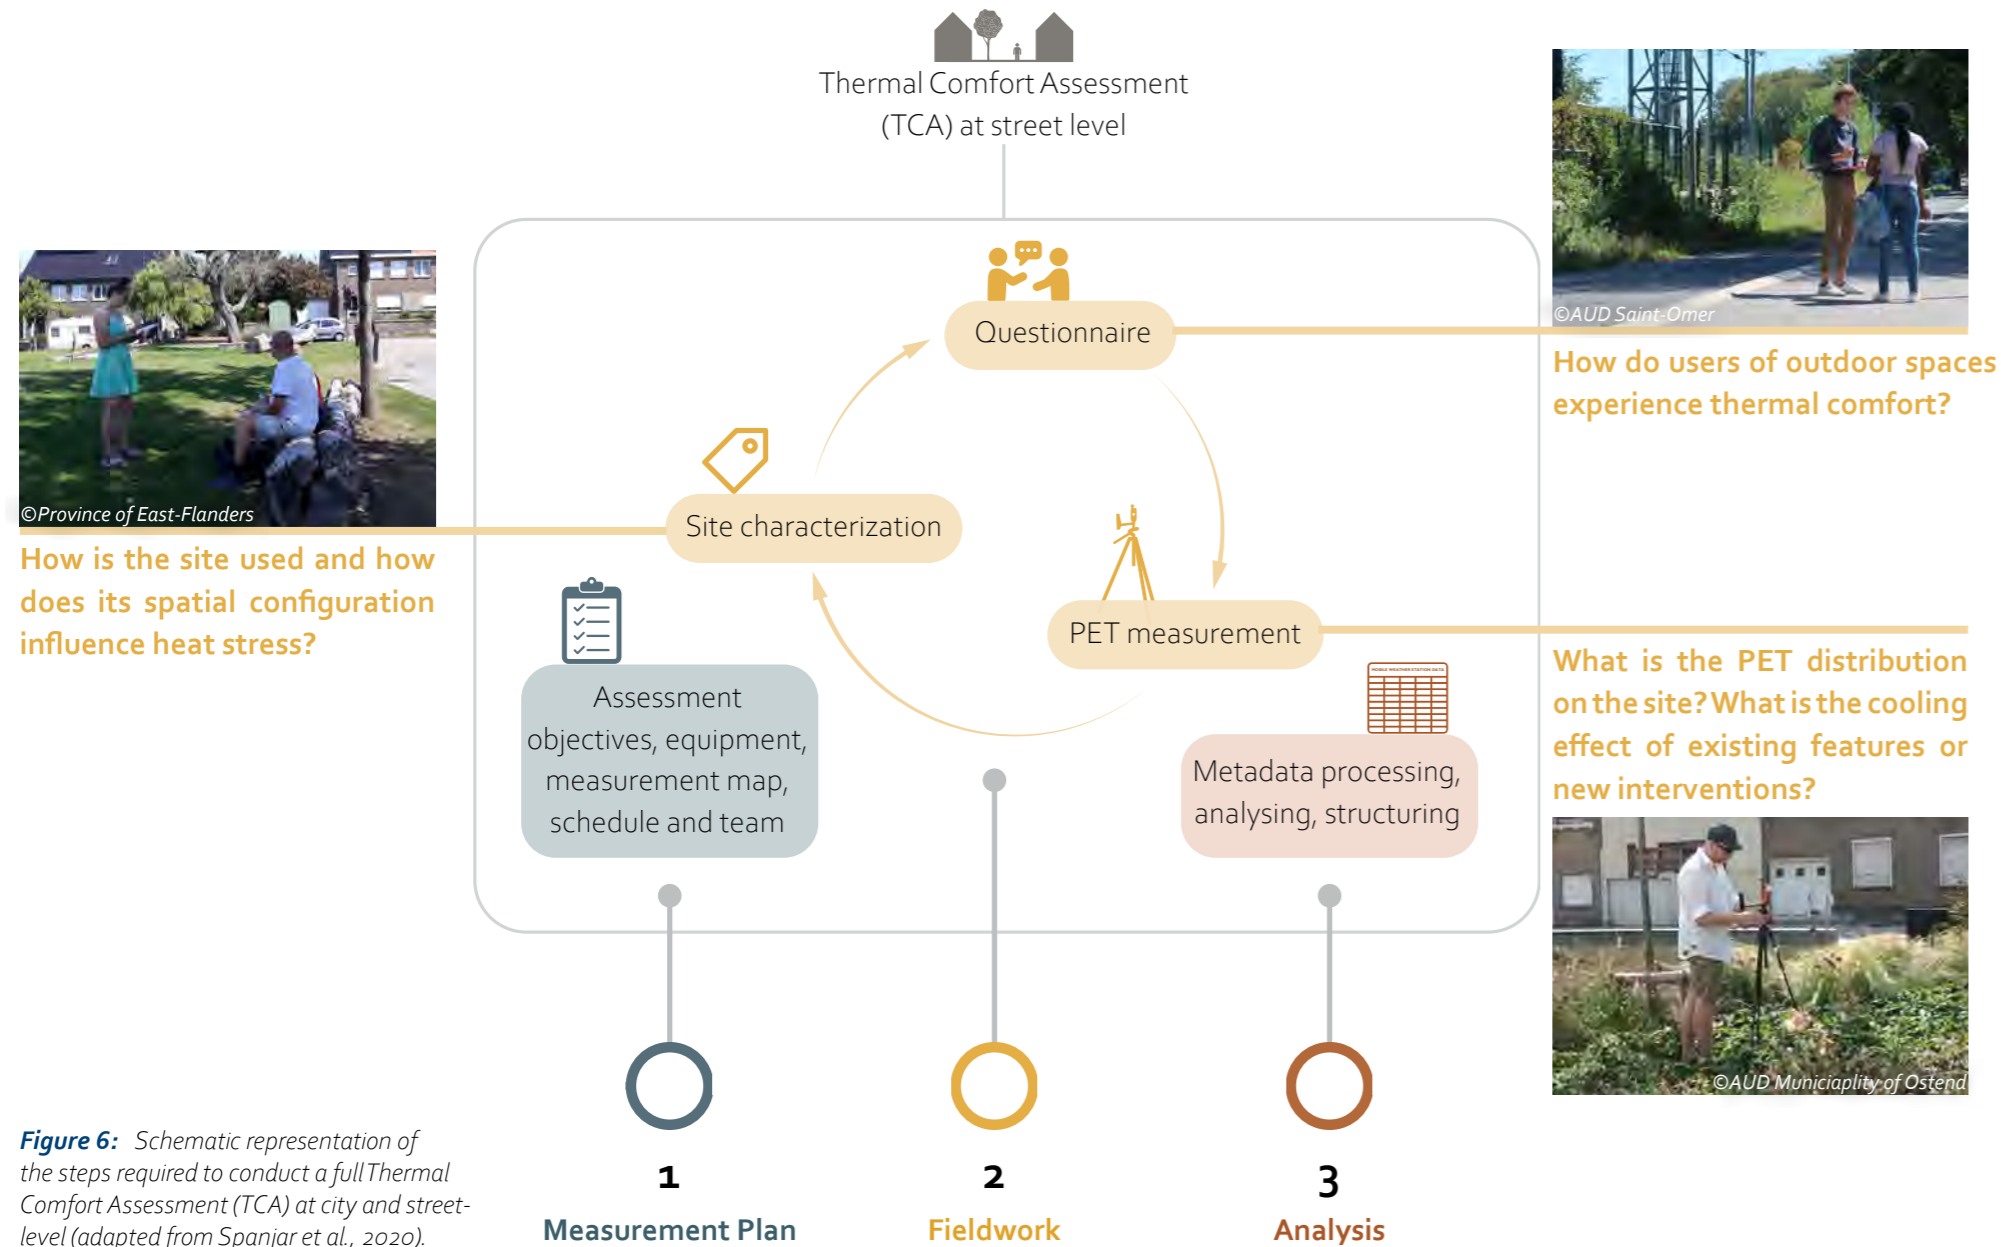 Thermal Comfort Assessment
(TCA) at street level
©AUD Saint-Omer
Questionnaire
How do users of outdoor spaces
experience thermal comfort?
©Province of East-Flanders
Site characterization
How is the site used and how
does its spatial configuration
influence heat stress?
PET measurement
What is the PET distribution
on the site? What is the cooling
effect of existing features or
new interventions?
Assessment
objectives, equipment,
measurement map,
schedule and team
MOBILE WEATHER STATION DATA
Metadata processing,
analysing, structuring
©AUD Municiaplity of Ostend
1
Measurement Plan
2
Fieldwork
3
Analysis
Figure 6: Schematic representation of
the steps required to conduct a full Thermal
Comfort Assessment (TCA) at city and street-
level (adapted from Spanjar et al., 2020).